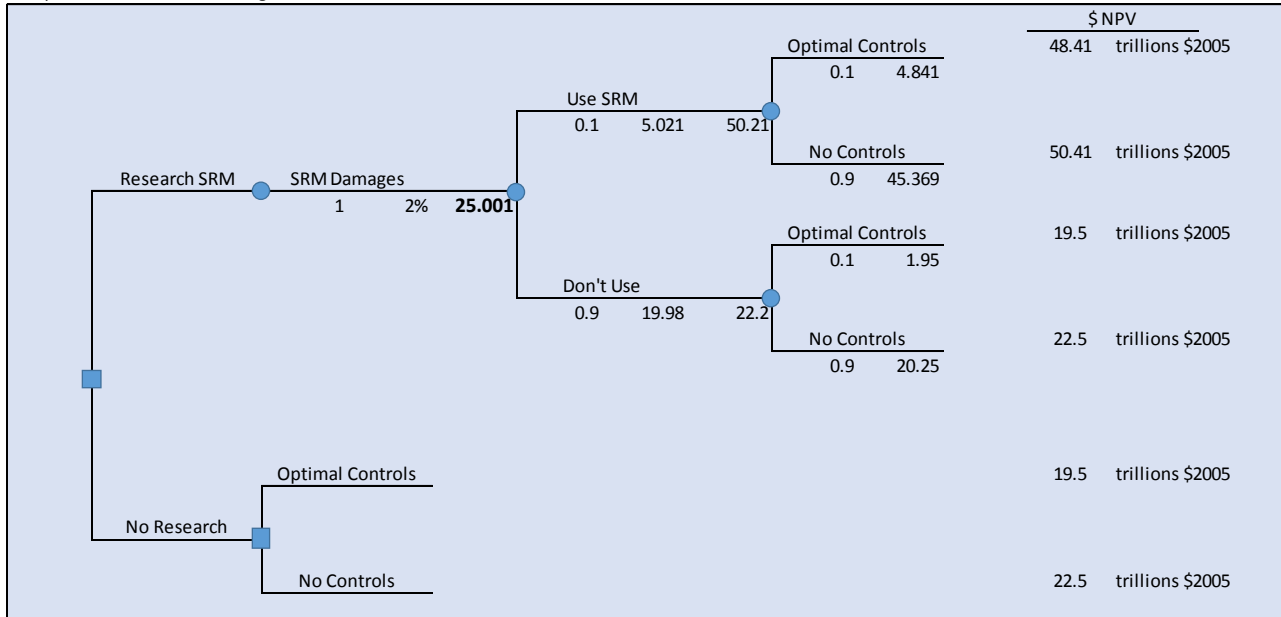 $ NPV
Optimal Controls 48.41 trillions $2005
0.1 4.841
Use SRM
0.1 5.021 50.21
No Controls 50.41 trillions $2005
0.9 45.369
Research SRM SRM Damages
1 2% 25.001
Optimal Controls 19.5 trillions $2005
0.1 1.95
Don't Use
0.9 19.98 22.2
No Controls 22.5 trillions $2005
0.9 20.25
Optimal Controls 19.5 trillions $2005
No Research
No Controls 22.5 trillions $2005